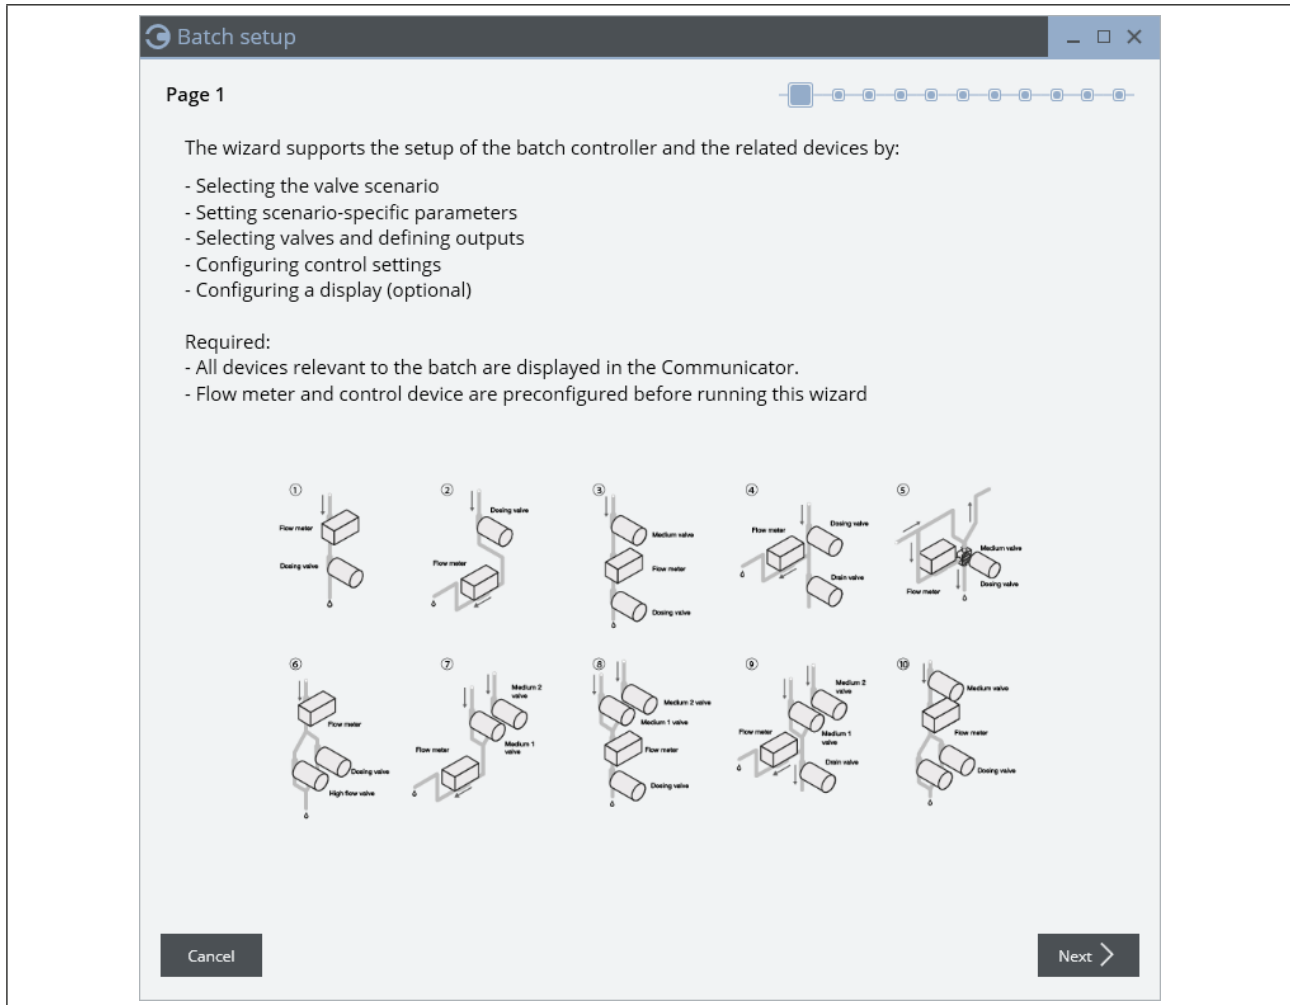 Batch setup
Page 1
The wizard supports the setup of the batch controller and the related devices by:
- Selecting the valve scenario
- Setting scenario-specific parameters
- Selecting valves and defining outputs
- Configuring control settings
- Configuring a display (optional)
Required:
- All devices relevant to the batch are displayed in the Communicator.
- Flow meter and control device are preconfigured before running this wizard
①
Flow meter
Dosing valve
②
Dosing valve
Flow meter
③
Medium valve
Flow meter
Dosing valve
④
Flow meter
Dosing valve
Drain valve
⑤
Medium valve
Flow meter
Dosing valve
⑥
Flow meter
Dosing valve
High flow valve
⑦
Medium 2
valve
Medium 1
valve
Flow meter
⑧
Medium 2 valve
Medium 1 valve
Flow meter
Dosing valve
⑨
Medium 2
valve
Flow meter
Medium 1
valve
Drain valve
⑩
Medium valve
Flow meter
Dosing valve
Cancel
Next